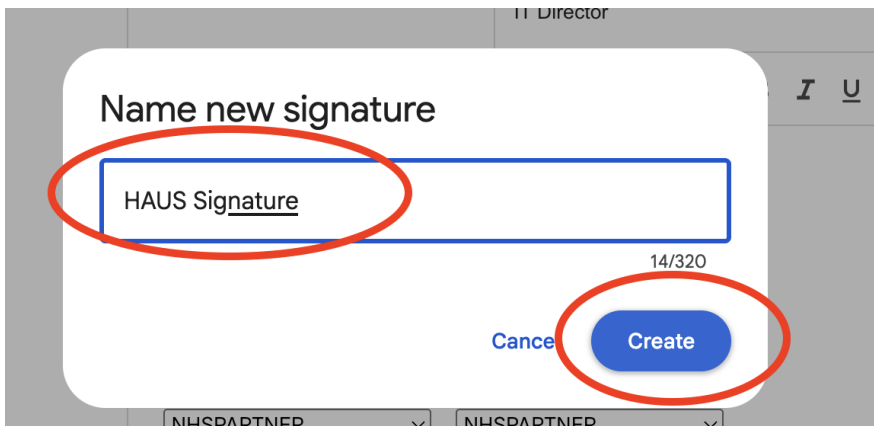 IT Director
Name new signature
I U
HAUS Signature
14/320
Cance
Create
NHSPARTNER
NHSPARTNER